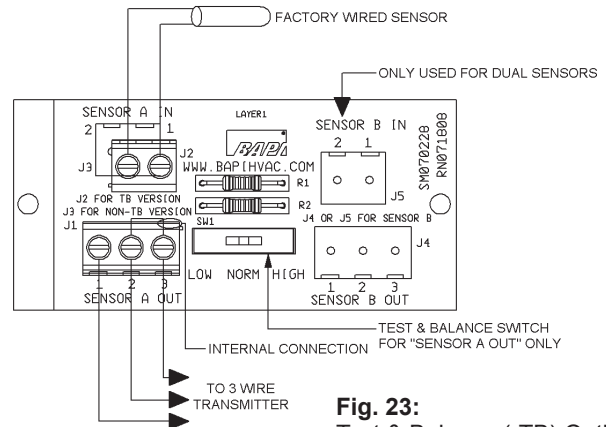 FACTORY WIRED SENSOR
ONLY USED FOR DUAL SENSORS
SENSOR A IN
2 1
LAYER1
BAPI
SENSOR B IN
2 1
SM070228
RN071808
J3
J2
WWW.BAPIHVAC.COM
R1
J5
J2 FOR TB VERSION
J3 FOR NON-TB VERSION
R2
J4 OR J5 FOR SENSOR B
J1
SW1
J4
LOW NORM HIGH
1 2 3
SENSOR A OUT
1 2 3
SENSOR B OUT
TEST & BALANCE SWITCH
FOR "SENSOR A OUT" ONLY
INTERNAL CONNECTION
TO 3 WIRE
TRANSMITTER
Fig. 23: